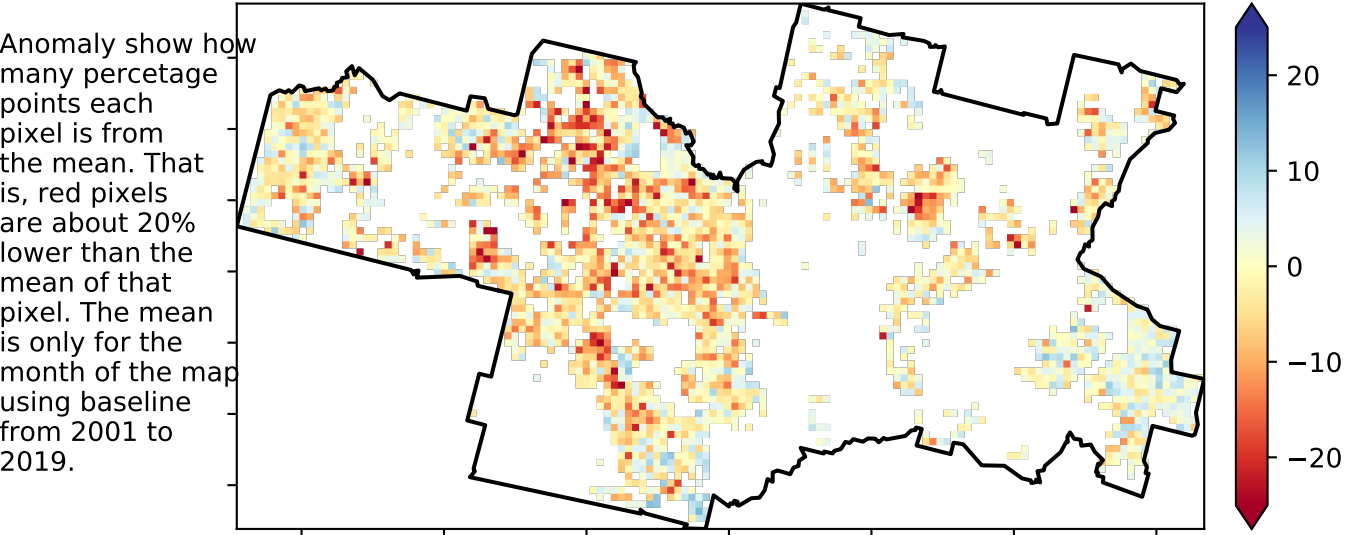 Anomaly show how
many percetage
points each
pixel is from
the mean. That
is, red pixels
are about 20%
lower than the
mean of that
pixel. The mean
is only for the
month of the map
using baseline
from 2001 to
2019.
20
10
0
−10
−20